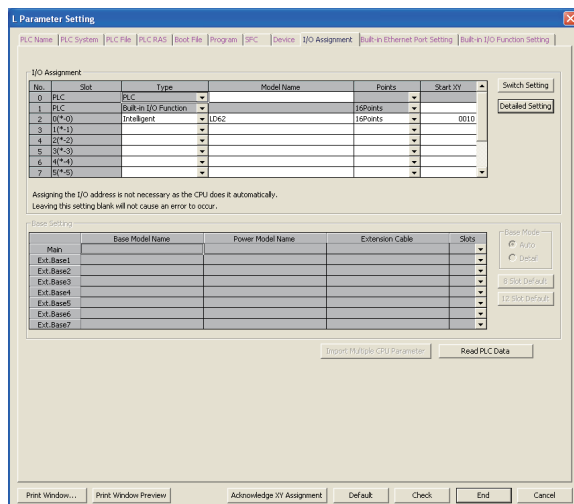 L Parameter Setting
PLC Name PLC System PLC File PLC RAS Boot File Program SFC Device I/O Assignment Built-in Ethernet Port Setting Built-in I/O Function Setting
I/O Assignment
No. Slot Type Model Name Points Start XY
0 PLC PLC
1 PLC Built-in I/O Function 16Points
2 0(*-0) Intelligent LD62 16Points 0010
3 1(*-1)
4 2(*-2)
5 3(*-3)
6 4(*-4)
7 5(*-5)
Switch Setting
Detailed Setting
Assigning the I/O address is not necessary as the CPU does it automatically.
Leaving this setting blank will not cause an error to occur.
Base Setting
Base Model Name Power Model Name Extension Cable Slots
Main
Ext.Base1
Ext.Base2
Ext.Base3
Ext.Base4
Ext.Base5
Ext.Base6
Ext.Base7
Base Mode
Auto
Detail
8 Slot Default
12 Slot Default
Import Multiple CPU Parameter Read PLC Data
Print Window... Print Window Preview Acknowledge XY Assignment Default Check End Cancel